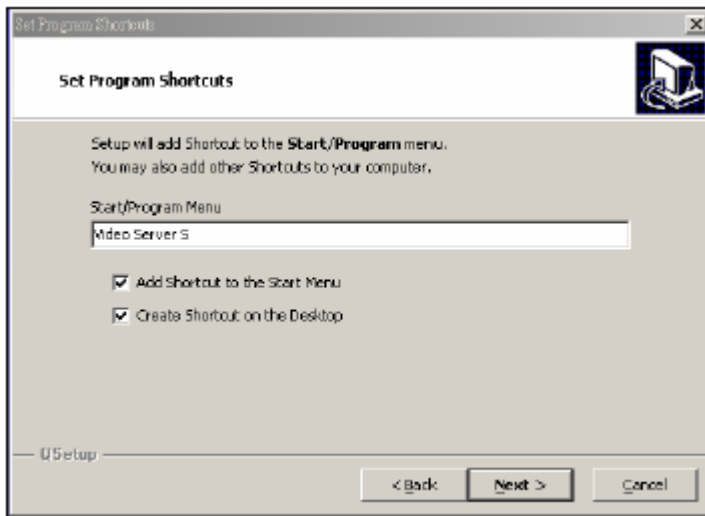 Set Program Shortcuts
Set Program Shortcuts
Setup will add Shortcut to the Start/Program menu.
You may also add other Shortcuts to your computer.
Start/Program Menu
Video Server S
Add Shortcut to the Start Menu
Create Shortcut on the Desktop
USetup
< Back
Next >
Cancel